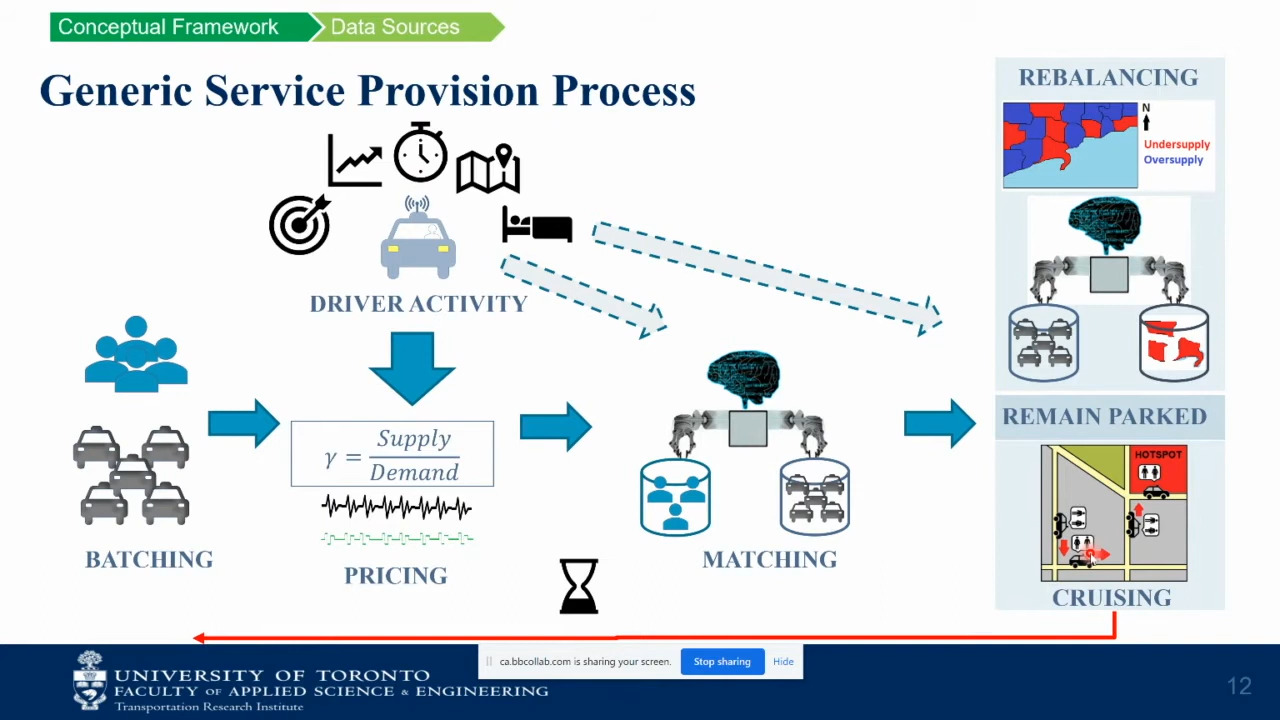 Conceptual Framework
Data Sources
Generic Service Provision Process
REBALANCING
N
Undersupply
Oversupply
DRIVER ACTIVITY
γ = Supply / Demand
REMAIN PARKED
HOTSPOT
BATCHING
PRICING
MATCHING
CRUISING
ca.bbcollab.com is sharing your screen.
Stop sharing
Hide
UNIVERSITY OF TORONTO
FACULTY OF APPLIED SCIENCE & ENGINEERING
Transportation Research Institute
12